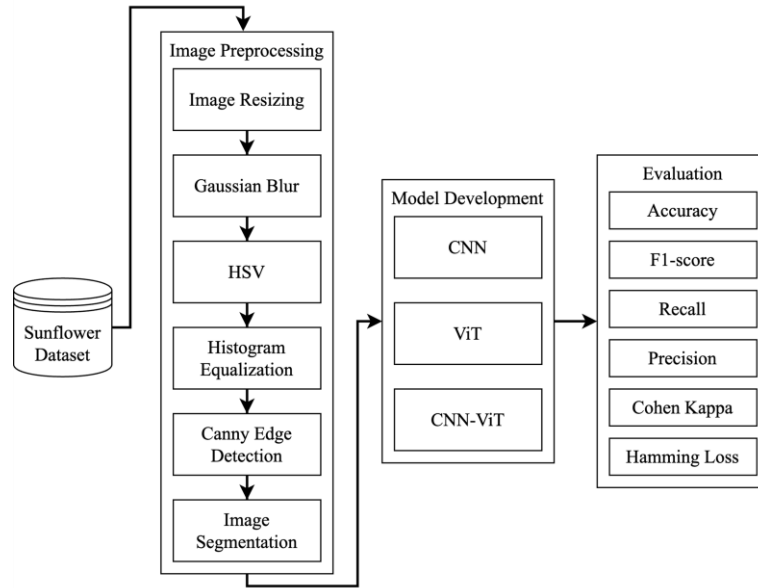 Sunflower
Dataset
Image Preprocessing
Image Resizing
Gaussian Blur
HSV
Histogram
Equalization
Canny Edge
Detection
Image
Segmentation
Model Development
CNN
ViT
CNN-ViT
Evaluation
Accuracy
F1-score
Recall
Precision
Cohen Kappa
Hamming Loss